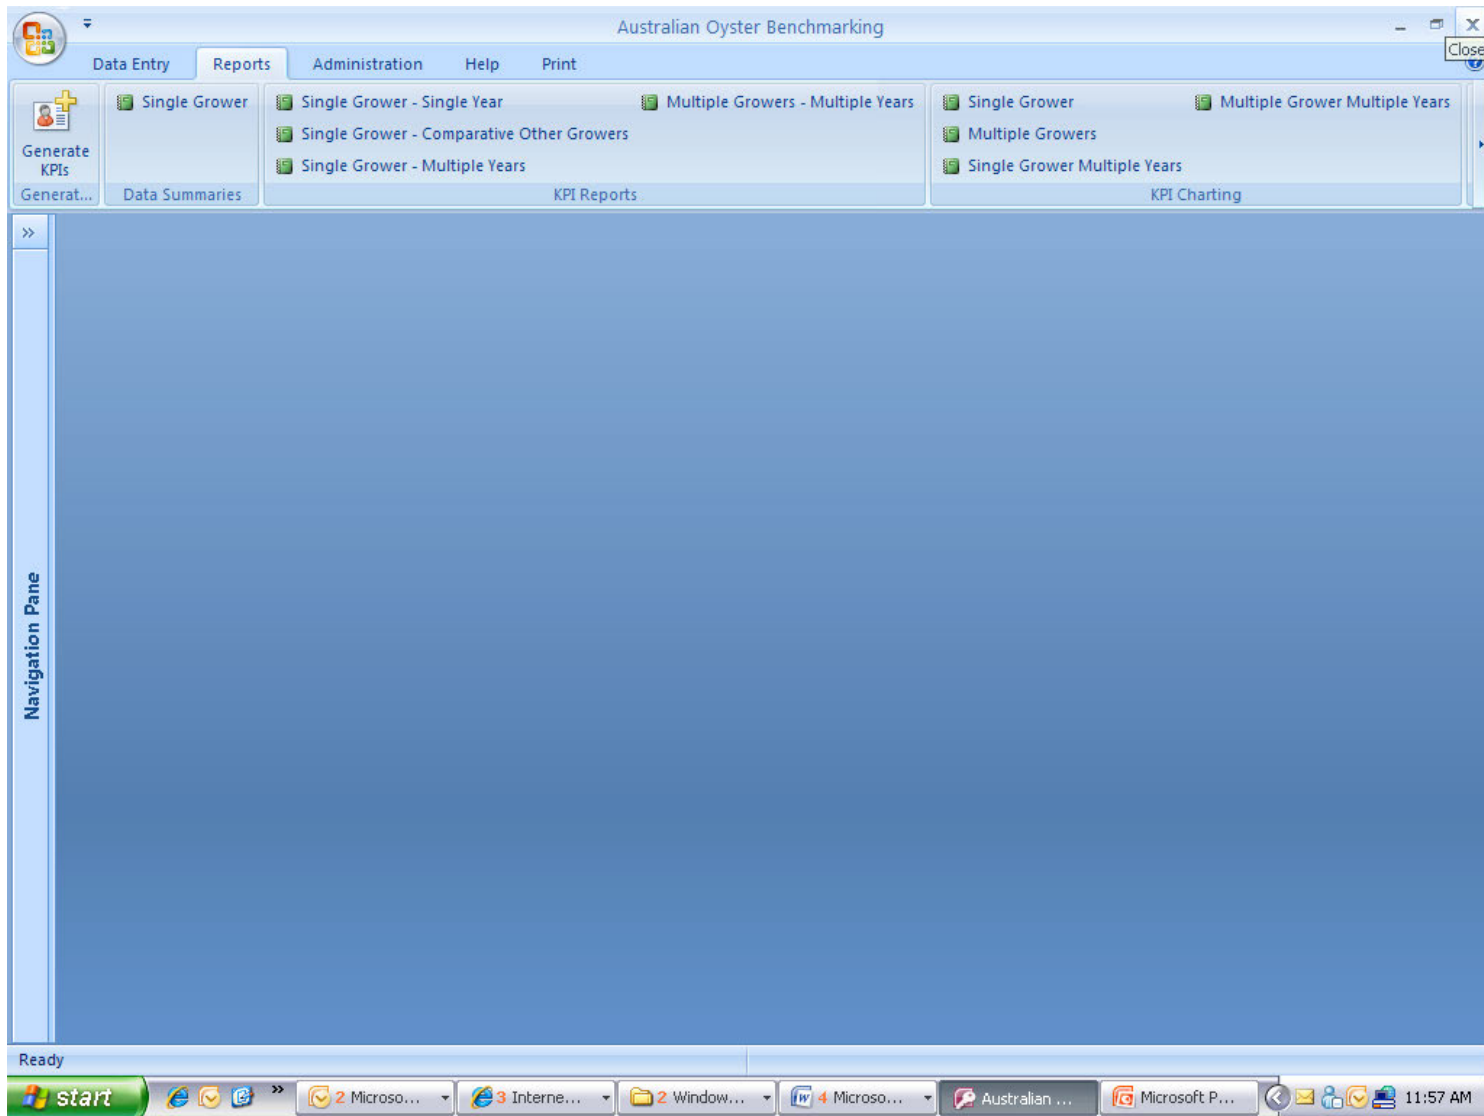 Australian Oyster Benchmarking
Close
Data Entry Reports Administration Help Print
Generate KPIs
Generat...
Single Grower
Data Summaries
Single Grower - Single Year
Single Grower - Comparative Other Growers
Single Grower - Multiple Years
Multiple Growers - Multiple Years
KPI Reports
Single Grower
Multiple Growers
Single Grower Multiple Years
Multiple Grower Multiple Years
KPI Charting
Navigation Pane
Ready
start 2 Microso... 3 Interne... 2 Window... 4 Microso... Australian ... Microsoft P... 11:57 AM